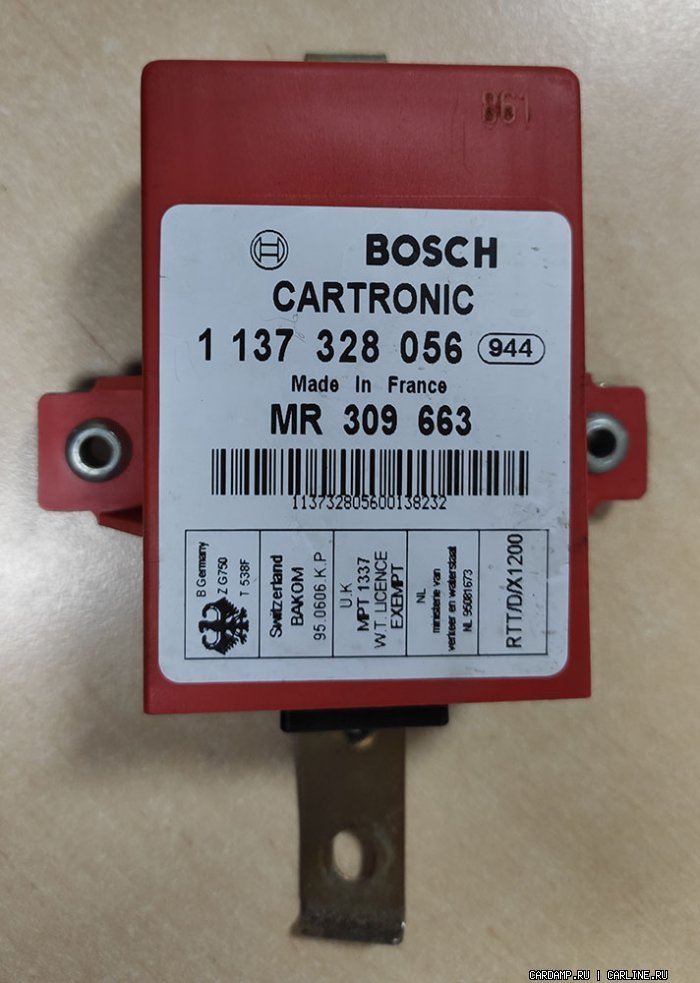 861
BOSCH
CARTRONIC
1 137 328 056 944
Made In France
MR 309 663
113732805600138232
B Germany
Z G750
T 538F
Switzerland
BAKOM
95.0606.K.P
U.K
MPT 1337
W.T. LICENCE
EXEMPT
NL
ministerie van
verkeer en waterstaat
NL 95081673
RTT/D/X1200
CARDAMP.RU | CARLINE.RU